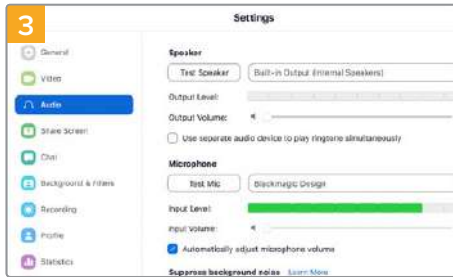 3
Settings
General
Video
Audio
Share Screen
Chat
Background & Filters
Recording
Profile
Statistics
Speaker
Test Speaker
Built-in Output (Internal Speakers)
Output Level:
Output Volume:
Use separate audio device to play ringtone simultaneously
Microphone
Test Mic
Blackmagic Design
Input Level:
Input Volume:
Automatically adjust microphone volume
Suppress background noise Learn More